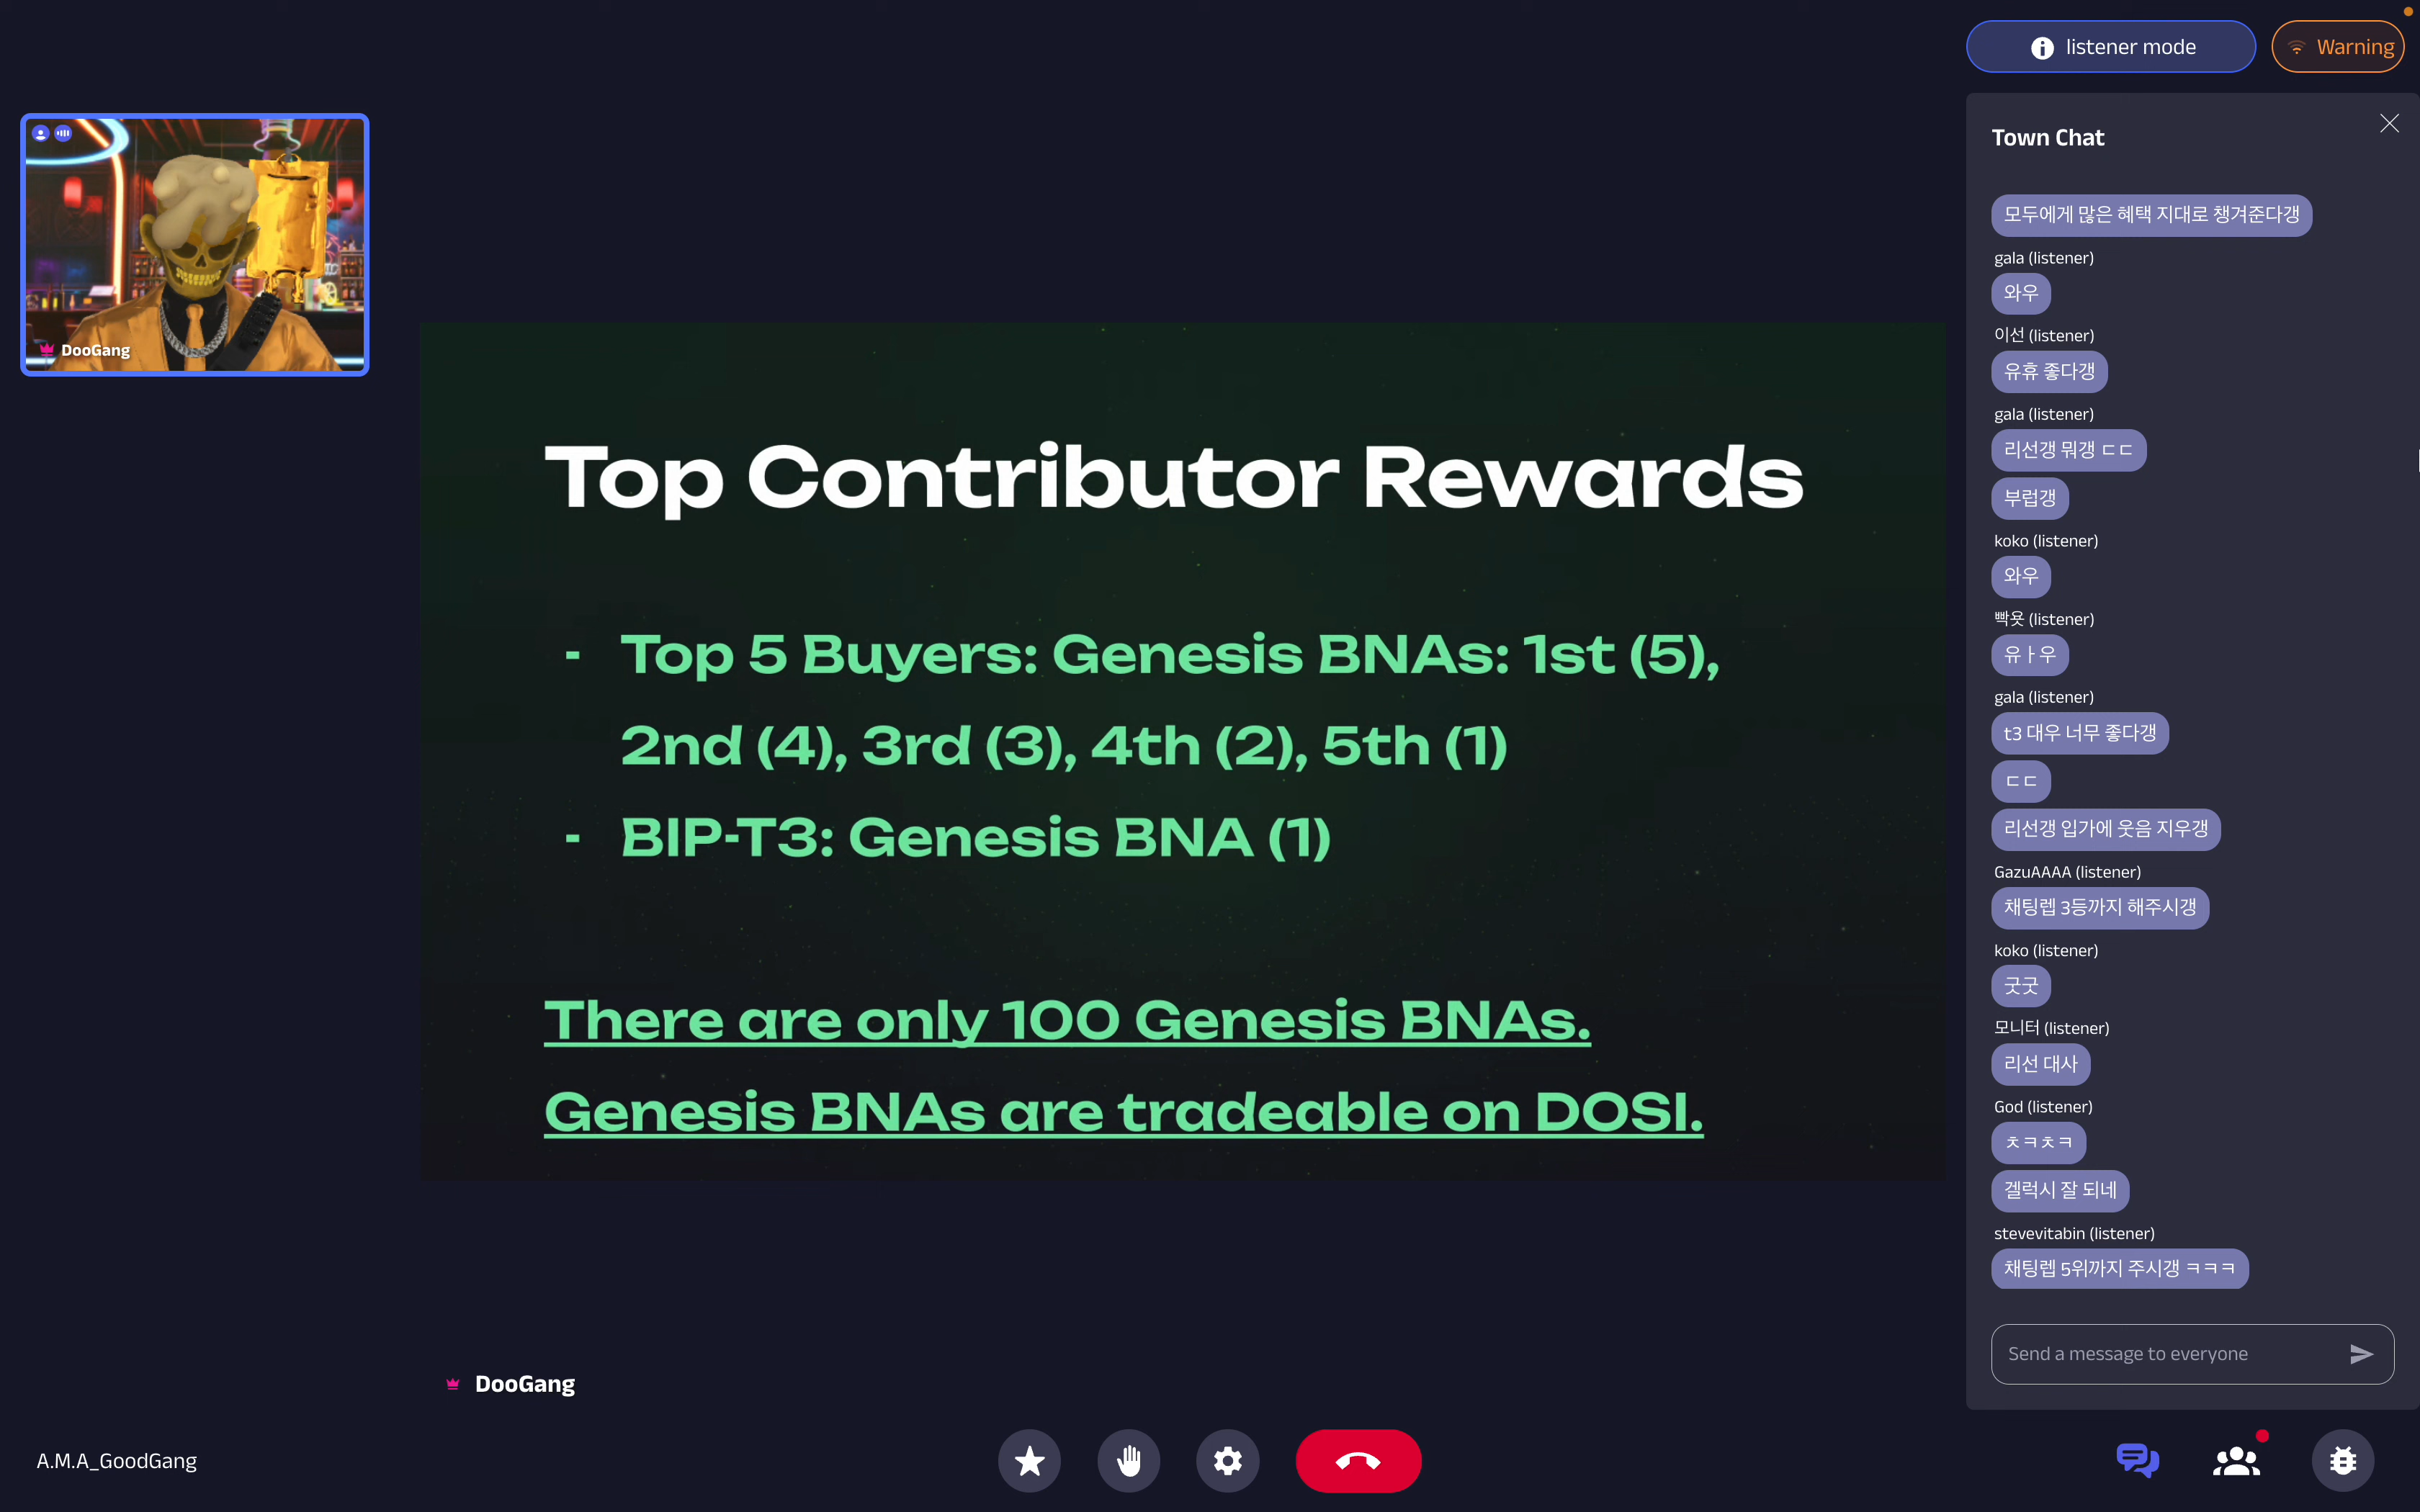 listener mode
Warning
DooGang
Top Contributor Rewards
- Top 5 Buyers: Genesis BNAs: 1st (5),
2nd (4), 3rd (3), 4th (2), 5th (1)
- BIP-T3: Genesis BNA (1)
There are only 100 Genesis BNAs.
Genesis BNAs are tradeable on DOSI.
DooGang
A.M.A_GoodGang
Town Chat
모두에게 많은 혜택 지대로 챙겨준다갱
gala (listener)
와우
이선 (listener)
유휴 좋다갱
gala (listener)
리선갱 뭐갱 ㄷㄷ
부럽갱
koko (listener)
와우
빡욧 (listener)
유ㅏ우
gala (listener)
t3 대우 너무 좋다갱
ㄷㄷ
리선갱 입가에 웃음 지우갱
GazuAAAA (listener)
채팅렙 3등까지 해주시갱
koko (listener)
굿굿
모니터 (listener)
리선 대사
God (listener)
ㅊㅋㅊㅋ
겔럭시 잘 되네
stevevitabin (listener)
채팅렙 5위까지 주시갱 ㅋㅋㅋ
Send a message to everyone